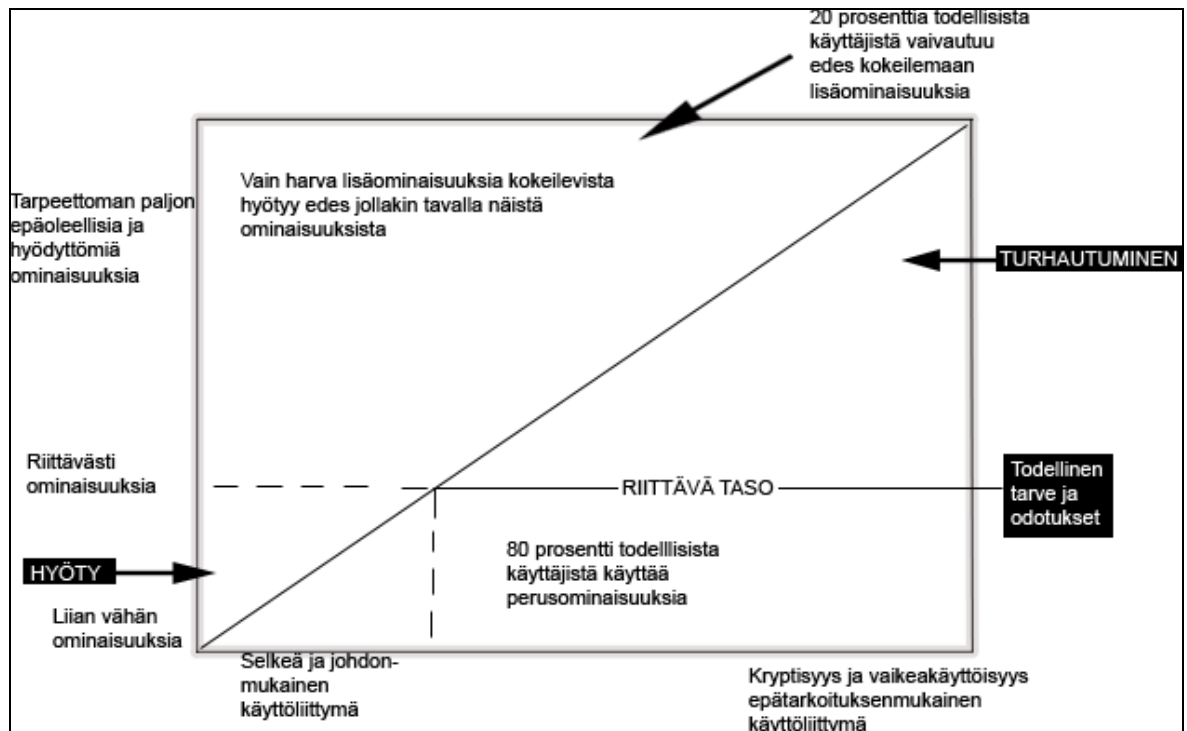 20 prosenttia todellisista
käyttäjistä vaivautuu
edes kokeilemaan
lisäominaisuuksia
Vain harva lisäominaisuuksia kokeilevista
hyötyy edes jollakin tavalla näistä
ominaisuuksista
Tarpeettoman paljon
epäoleellisia ja
hyödyttömiä
ominaisuuksia
TURHAUTUMINEN
Riittävästi
ominaisuuksia
RIITTÄVÄ TASO
Todellinen
tarve ja
odotukset
80 prosentti todelllisista
käyttäjistä käyttää
perusominaisuuksia
HYÖTY
Liian vähän
ominaisuuksia
Selkeä ja johdon-
mukainen
käyttöliittymä
Kryptisyys ja vaikeakäyttöisyys
epätarkoituksenmukainen
käyttöliittymä